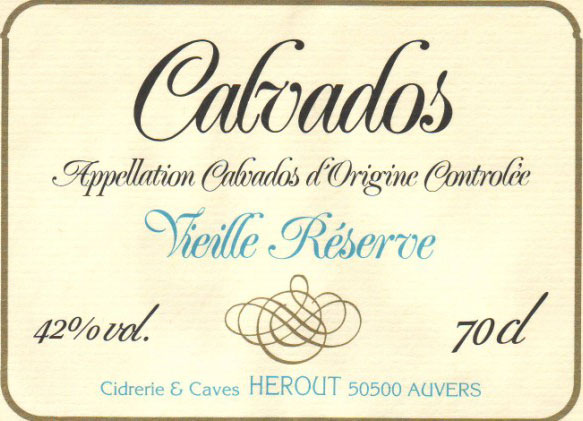 Calvados
Appellation Calvados d'Origine Controlée
Vieille Réserve
42% vol.
70 cl
Cidrerie & Caves HEROUT 50500 AUVERS